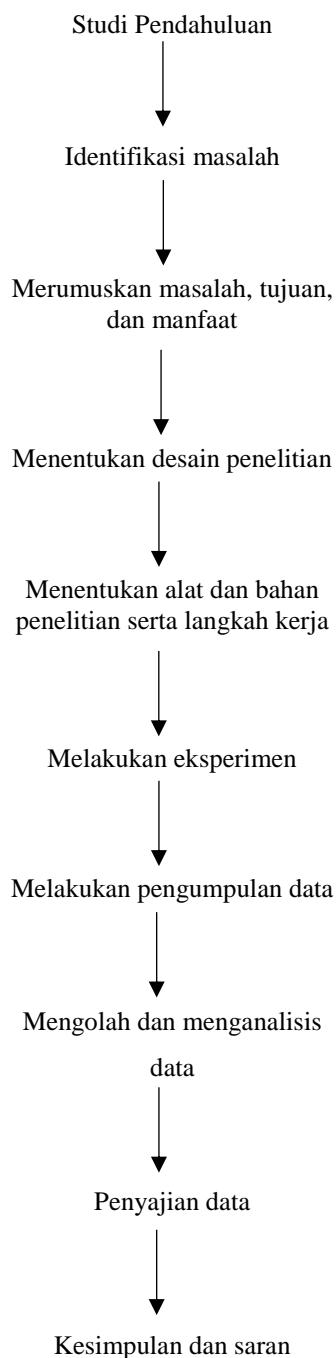 Studi Pendahuluan
Identifikasi masalah
Merumuskan masalah, tujuan,
dan manfaat
Menentukan desain penelitian
Menentukan alat dan bahan
penelitian serta langkah kerja
Melakukan eksperimen
Melakukan pengumpulan data
Mengolah dan menganalisis
data
Penyajian data
Kesimpulan dan saran